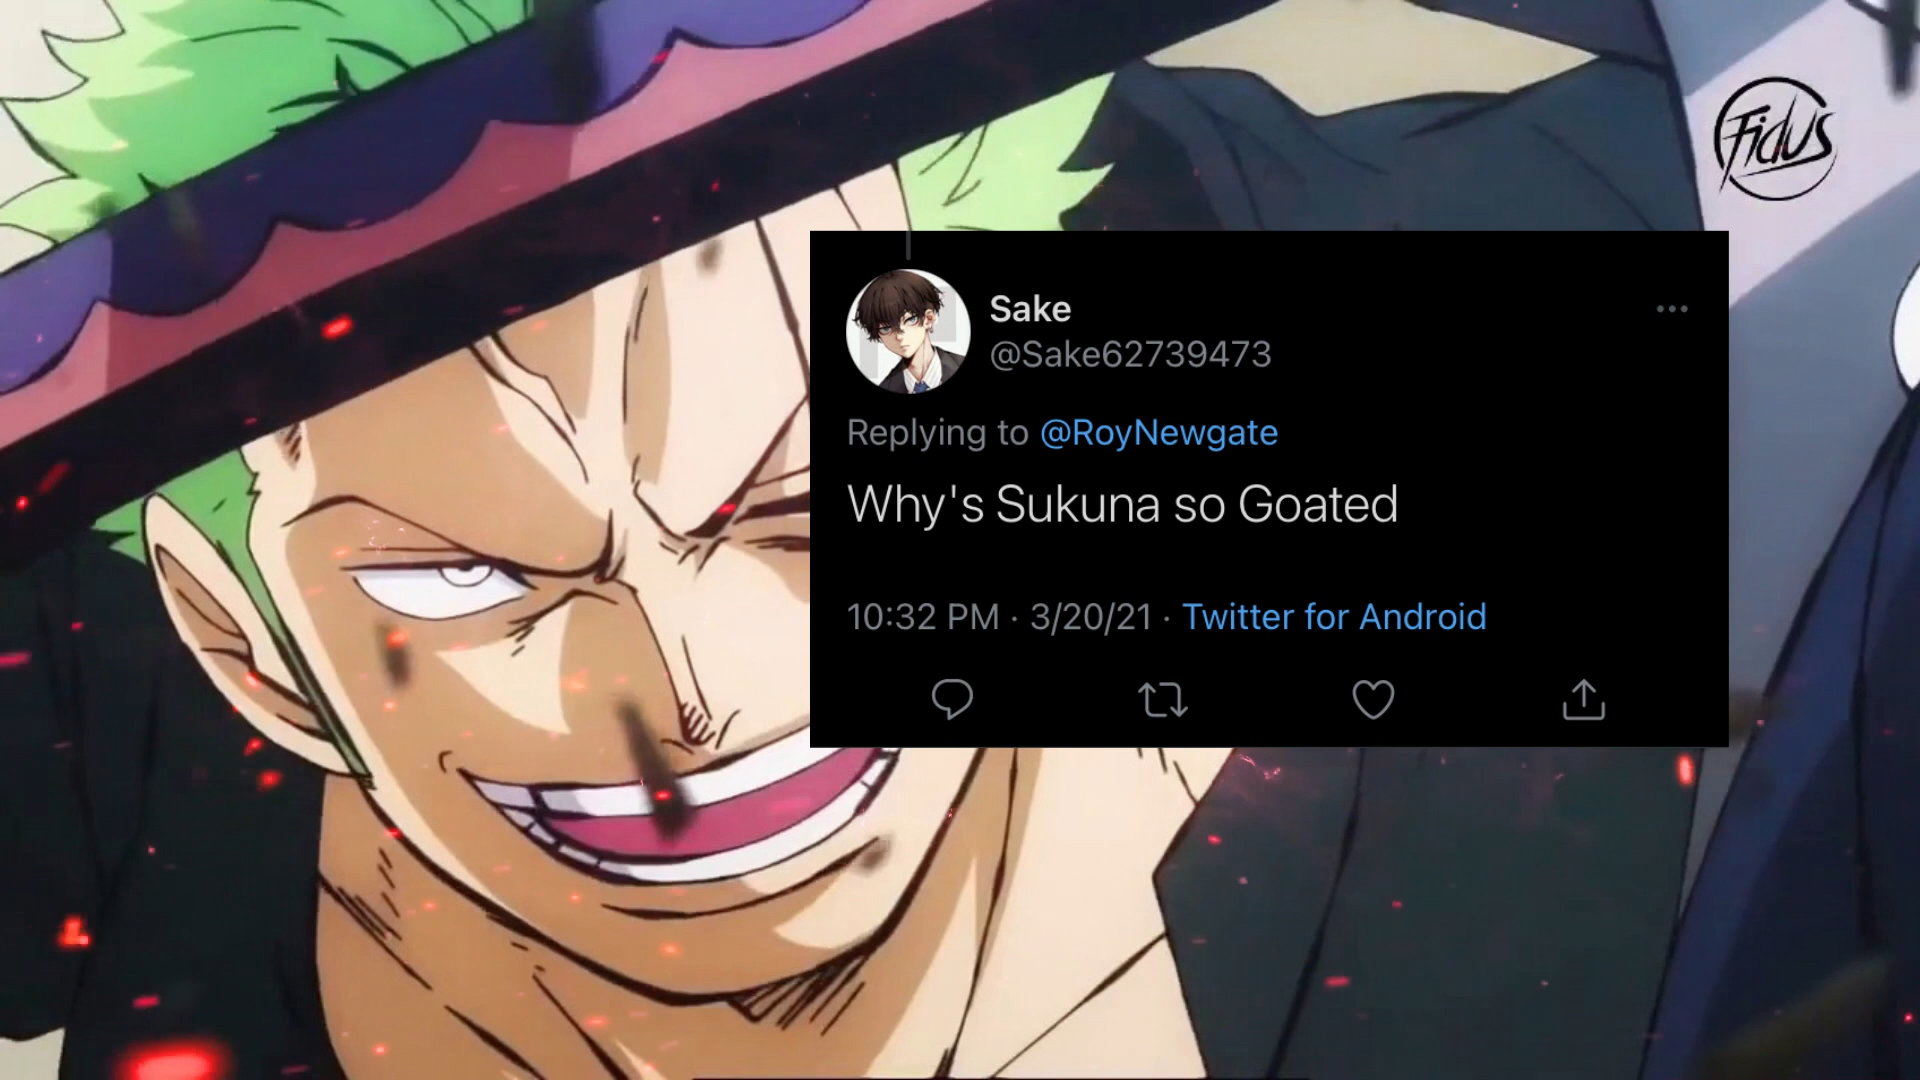 Fidus
Sake
@Sake62739473
Replying to @RoyNewgate
Why's Sukuna so Goated
10:32 PM · 3/20/21 · Twitter for Android